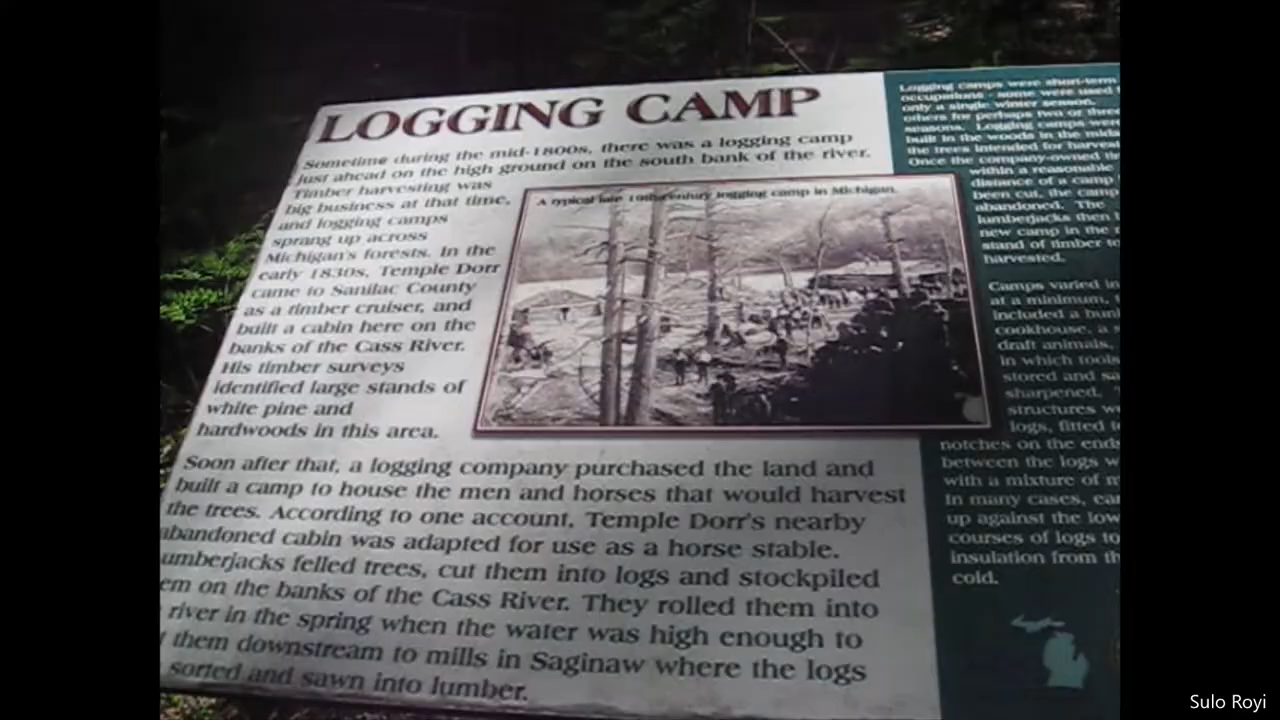 LOGGING CAMP
Sometime during the mid-1800s, there was a logging camp
just ahead on the high ground on the south bank of the river.
Timber harvesting was
big business at that time,
and logging camps
sprang up across
Michigan's forests. In the
early 1830s, Temple Dorr
came to Sanilac County
as a timber cruiser, and
built a cabin here on the
banks of the Cass River.
His timber surveys
identified large stands of
white pine and
hardwoods in this area.
A typical late 19th century logging camp in Michigan.
Soon after that, a logging company purchased the land and
built a camp to house the men and horses that would harvest
the trees. According to one account, Temple Dorr's nearby
abandoned cabin was adapted for use as a horse stable.
umberjacks felled trees, cut them into logs and stockpiled
em on the banks of the Cass River. They rolled them into
river in the spring when the water was high enough to
them downstream to mills in Saginaw where the logs
sorted and sawn into lumber.
Logging camps were short-term
occupations - some were used
only a single winter season,
others for perhaps two or three
seasons. Logging camps were
built in the woods in the mids
the trees intended for harvest
Once the company-owned
within a reasonable
distance of a camp
been cut, the camp
abandoned. The
lumberjacks then
new camp in the
stand of timber to
harvested.
Camps varied in
at a minimum,
included a bun
cookhouse, a
draft animals,
in which tools
stored and sa
sharpened.
structures w
logs, fitted
notches on the ends
between the logs w
with a mixture of
In many cases, ear
up against the low
courses of logs to
insulation from th
cold.
Sulo Royi